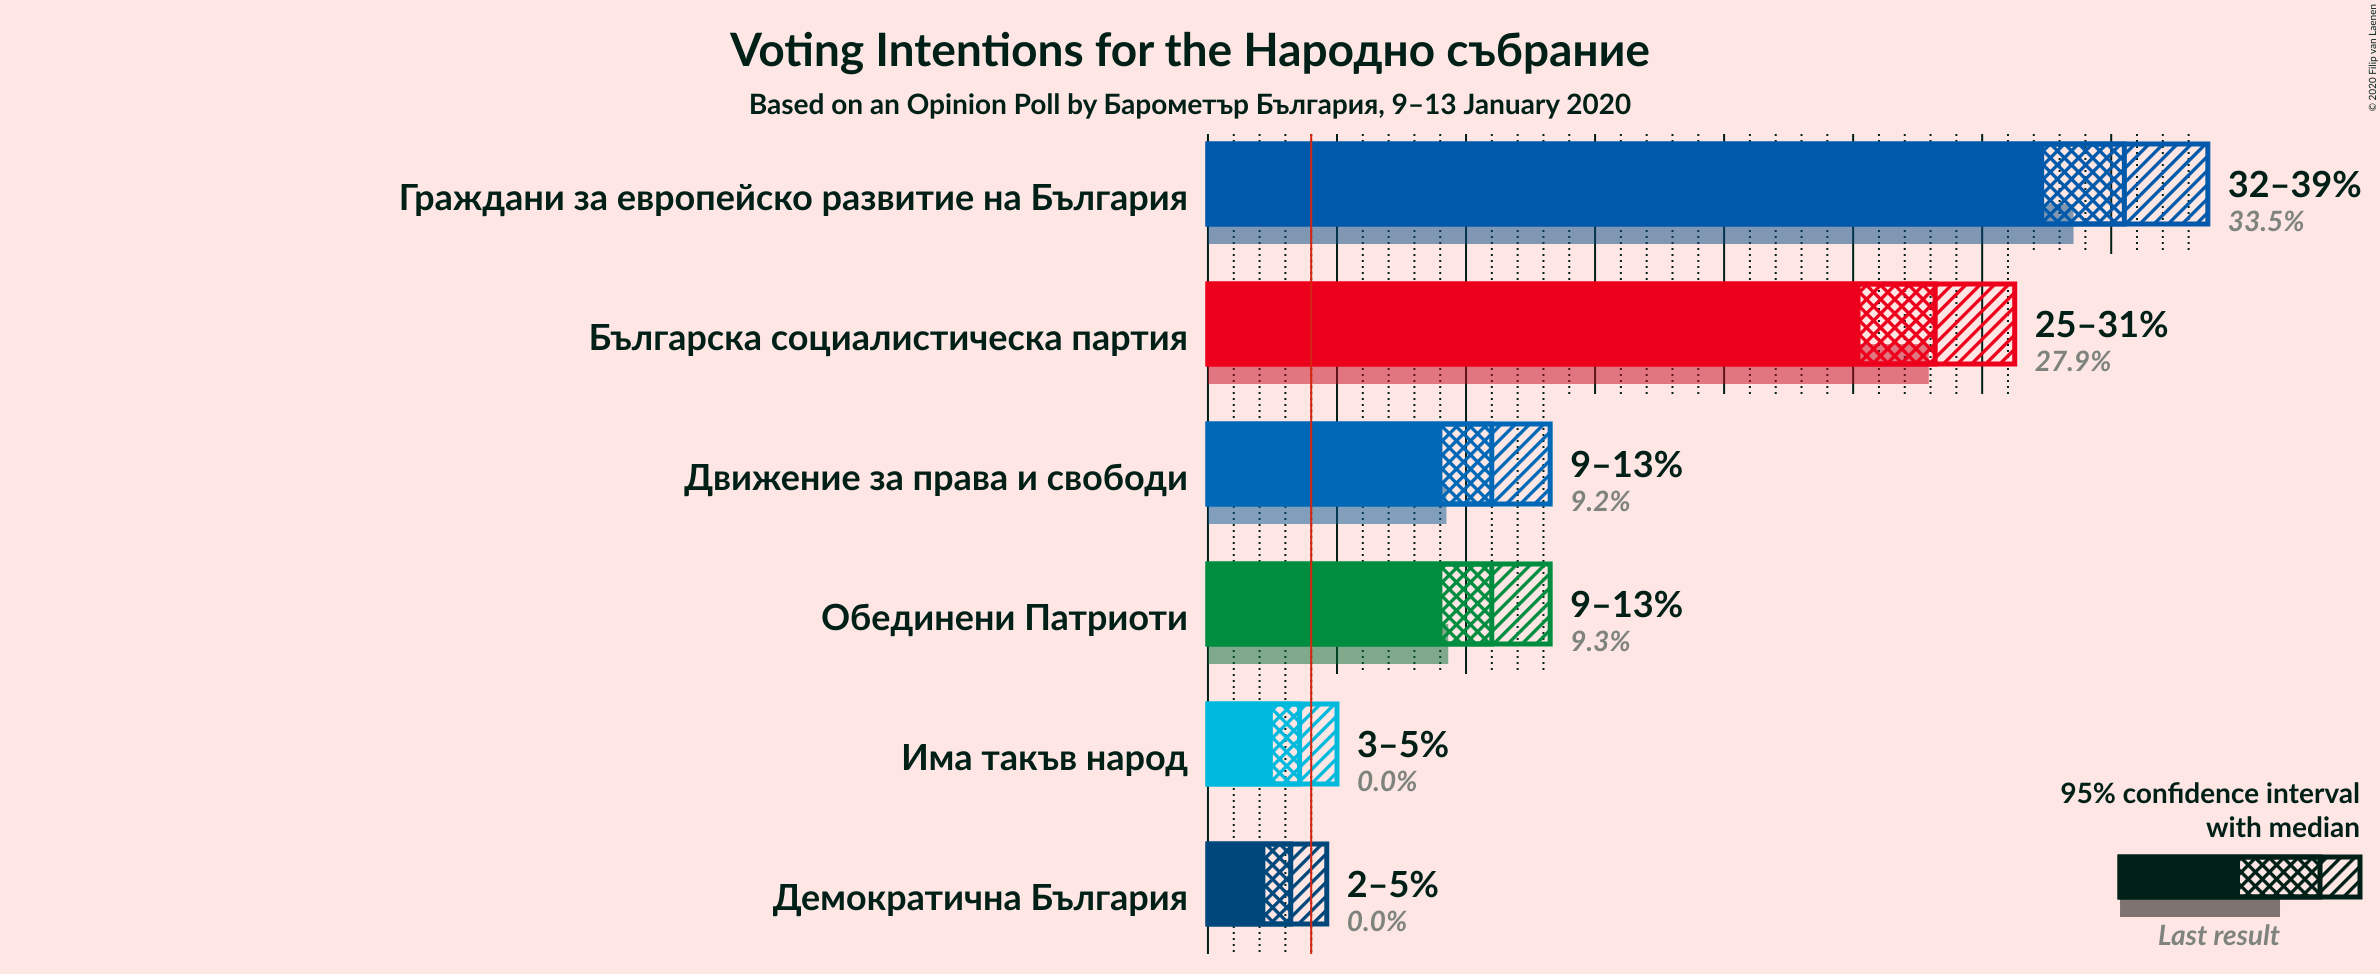 Voting Intentions for the Народно събрание
Based on an Opinion Poll by Барометър България, 9–13 January 2020
© 2020 Filip van Laenen
Граждани за европейско развитие на България
32–39%
33.5%
Българска социалистическа партия
25–31%
27.9%
Движение за права и свободи
9–13%
9.2%
Обединени Патриоти
9–13%
9.3%
Има такъв народ
3–5%
0.0%
Демократична България
2–5%
0.0%
95% confidence interval
with median
Last result